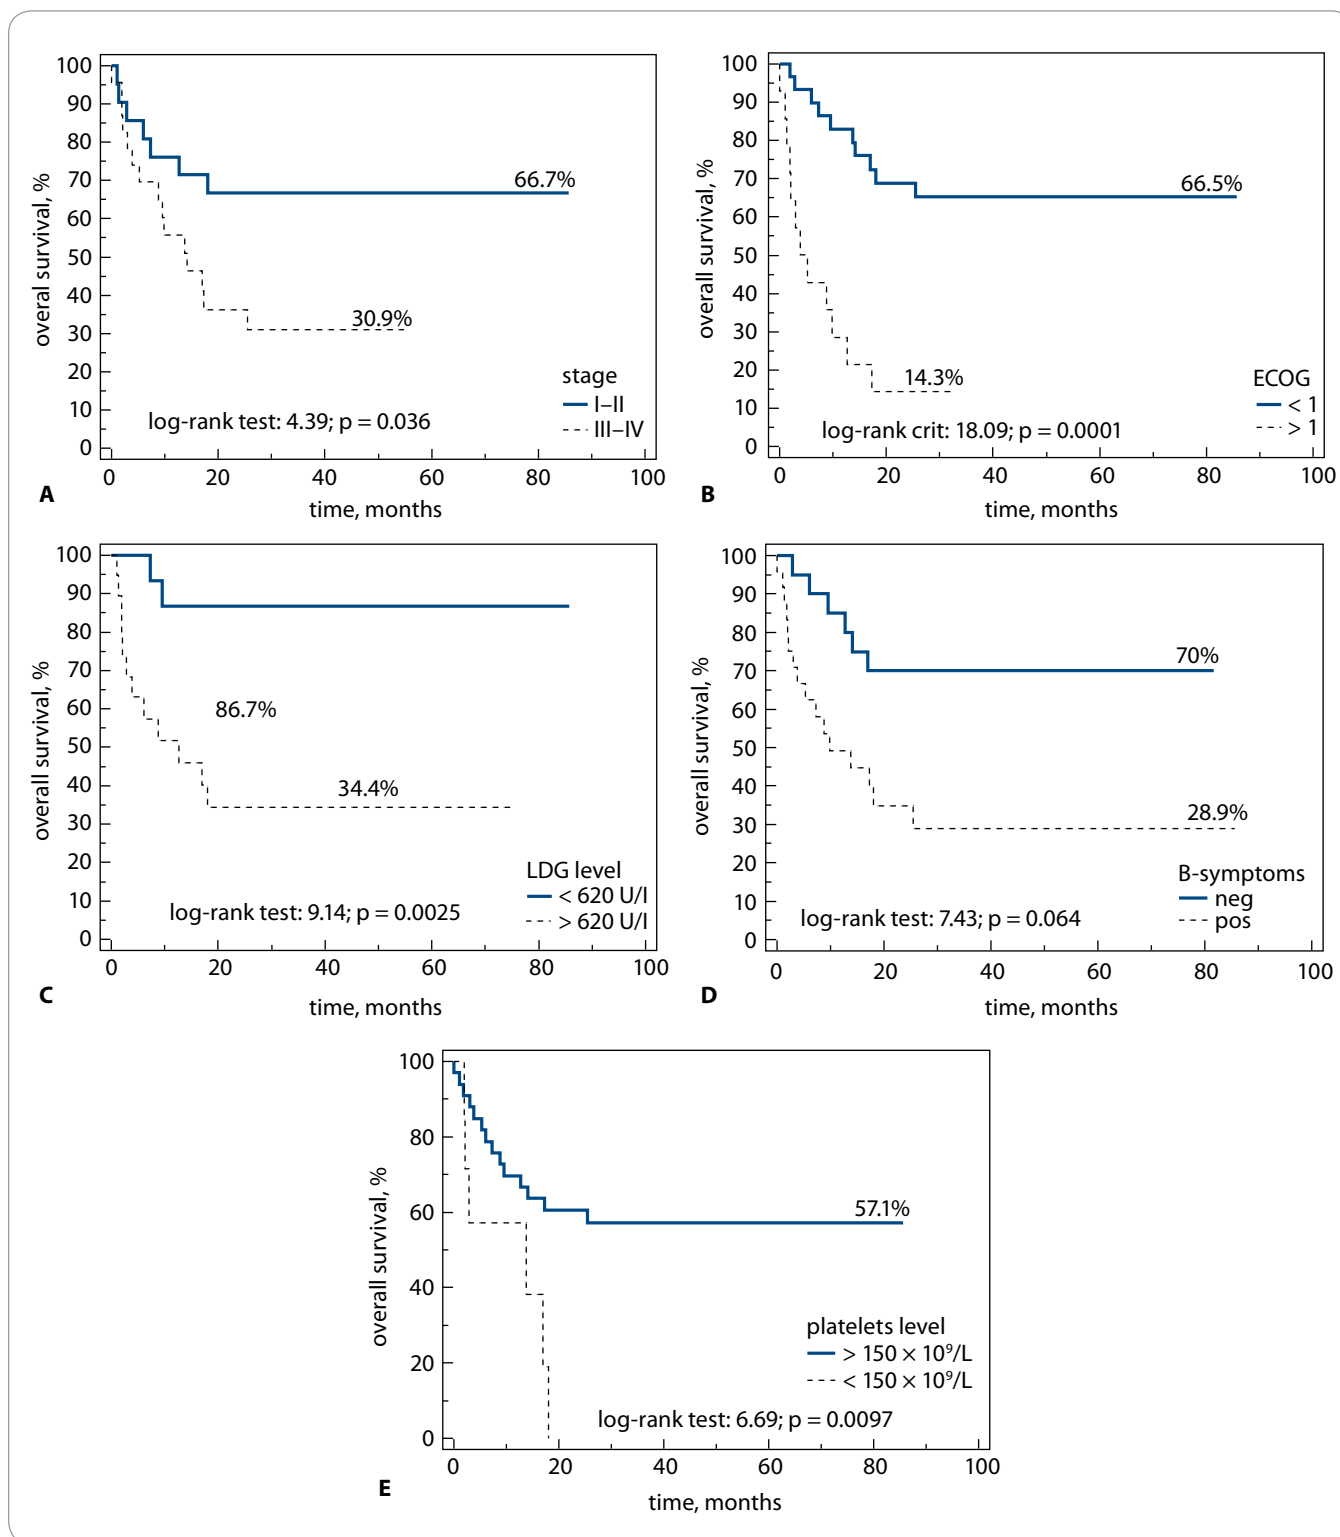 100
90
80
70
60
50
40
30
20
10
0
overall survival, %
66.7%
30.9%
stage
I–II
III–IV
log-rank test: 4.39; p = 0.036
0 20 40 60 80 100
time, months
A
100
90
80
70
60
50
40
30
20
10
0
overall survival, %
66.5%
14.3%
ECOG
< 1
> 1
log-rank crit: 18.09; p = 0.0001
0 20 40 60 80 100
time, months
B
100
90
80
70
60
50
40
30
20
10
0
overall survival, %
86.7%
34.4%
LDG level
< 620 U/l
> 620 U/l
log-rank test: 9.14; p = 0.0025
0 20 40 60 80 100
time, months
C
100
90
80
70
60
50
40
30
20
10
0
overall survival, %
70%
28.9%
B-symptoms
neg
pos
log-rank test: 7.43; p = 0.064
0 20 40 60 80 100
time, months
D
100
80
60
40
20
0
overall survival, %
57.1%
platelets level
> 150 × 10⁹/L
< 150 × 10⁹/L
log-rank test: 6.69; p = 0.0097
0 20 40 60 80 100
time, months
E